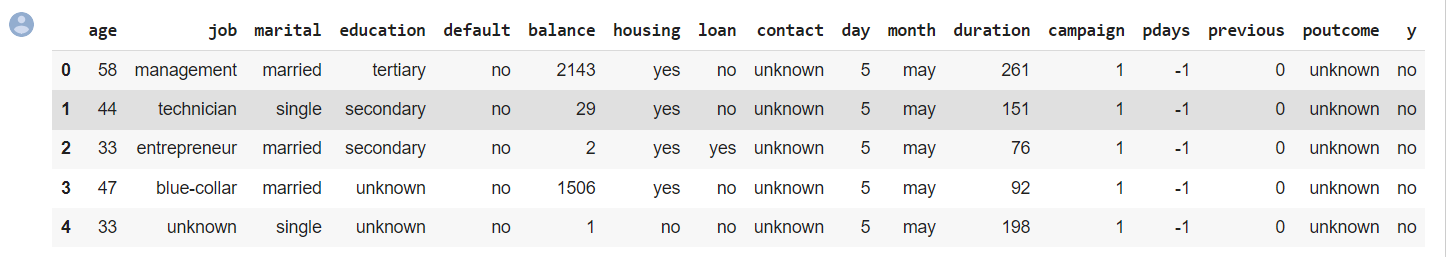 age job marital education default balance housing loan contact day month duration campaign pdays previous poutcome y
0 58 management married tertiary no 2143 yes no unknown 5 may 261 1 -1 0 unknown no
1 44 technician single secondary no 29 yes no unknown 5 may 151 1 -1 0 unknown no
2 33 entrepreneur married secondary no 2 yes yes unknown 5 may 76 1 -1 0 unknown no
3 47 blue-collar married unknown no 1506 yes no unknown 5 may 92 1 -1 0 unknown no
4 33 unknown single unknown no 1 no no unknown 5 may 198 1 -1 0 unknown no